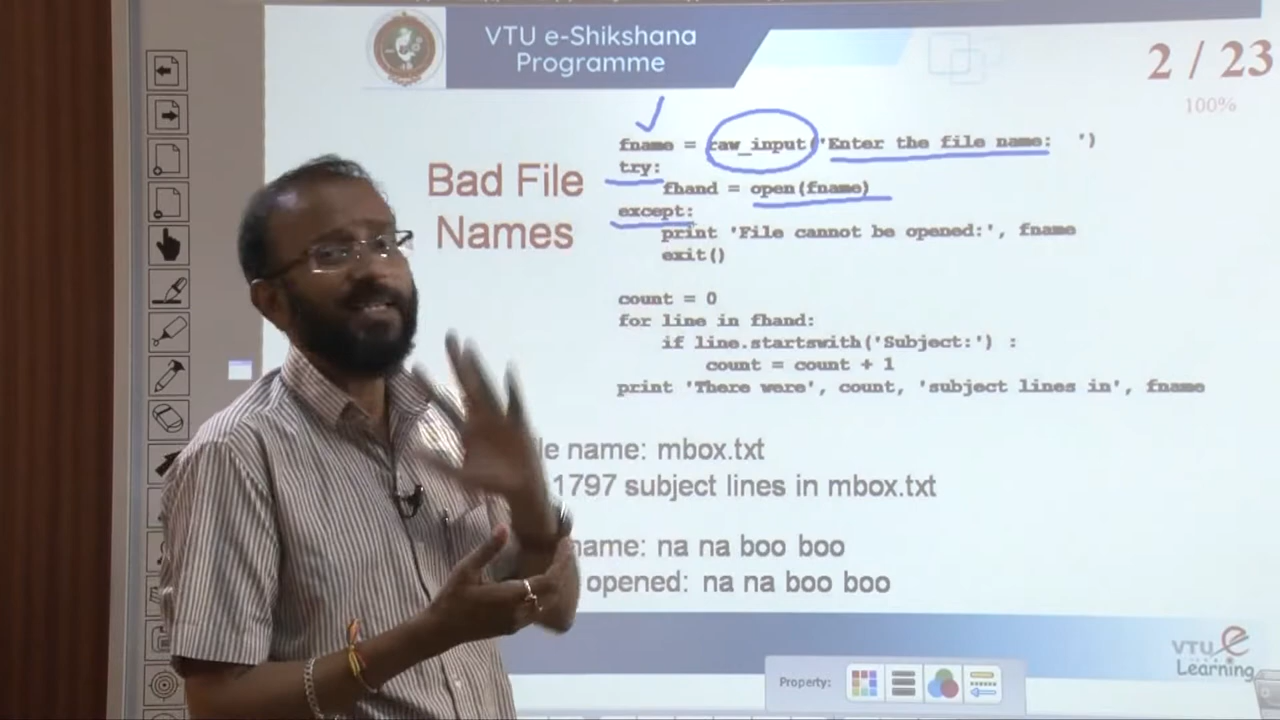 VTU e-Shikshana
Programme
2 / 23
100%
Bad File
Names
fname = raw_input('Enter the file name:  ')
try:
    fhand = open(fname)
except:
    print 'File cannot be opened:', fname
    exit()
count = 0
for line in fhand:
    if line.startswith('Subject:') :
        count = count + 1
print 'There were', count, 'subject lines in', fname
name: mbox.txt
1797 subject lines in mbox.txt
name: na na boo boo
opened: na na boo boo
VTU e
Learning
Property: